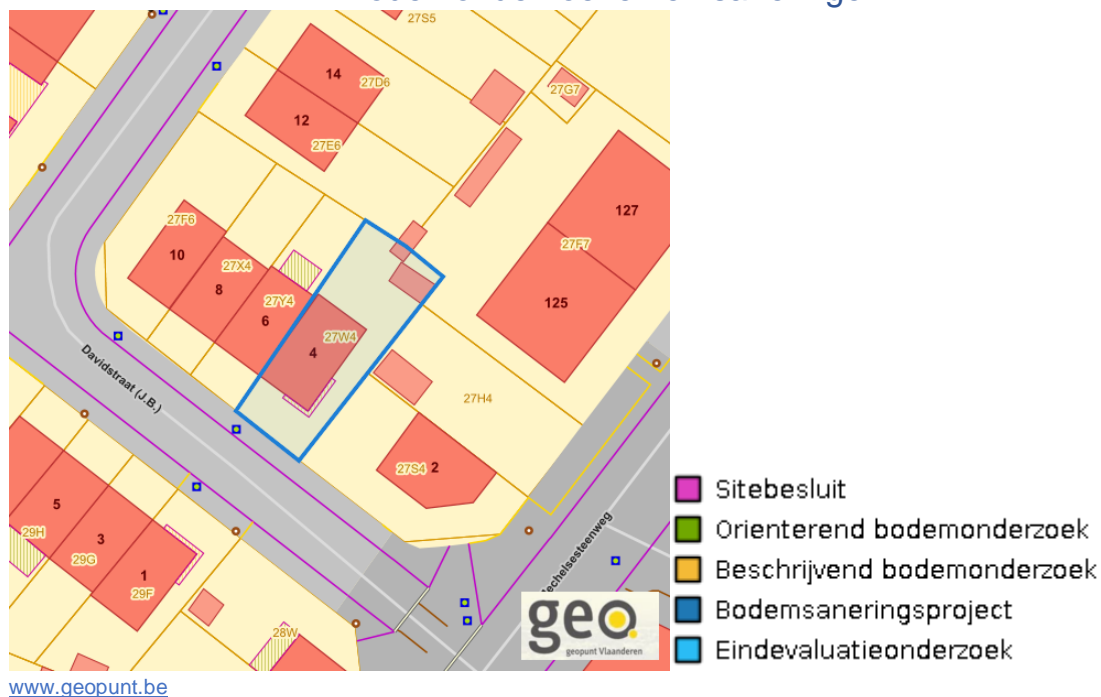 27S5
14
27D6
27G7
12
27E6
127
27F6
27F7
10
27X4
8
27Y4
125
6
27W4
4
Davidstraat (J.B.)
27H4
27S4 2
5
29H
3
29G
1
29F
28W
geo
geopunt Vlaanderen
Sitebesluit
Orienterend bodemonderzoek
Beschrijvend bodemonderzoek
Bodemsaneringsproject
Eindevaluatieonderzoek
www.geopunt.be